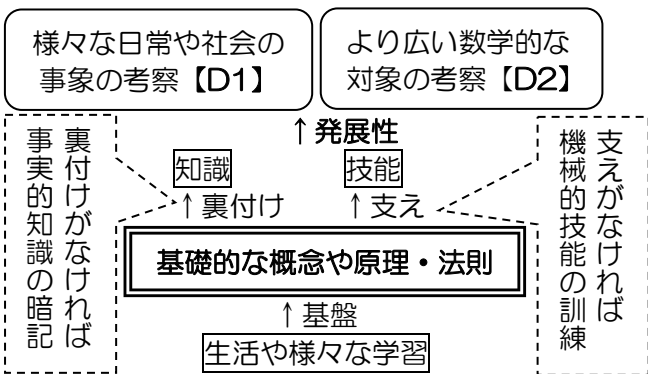 様々な日常や社会の
事象の考察【D1】
より広い数学的な
対象の考察【D2】
↑発展性
裏付けがなければ
事実的知識の暗記
知識
↑裏付け
技能
↑支え
支えがなければ
機械的技能の訓練
基礎的な概念や原理・法則
↑基盤
生活や様々な学習